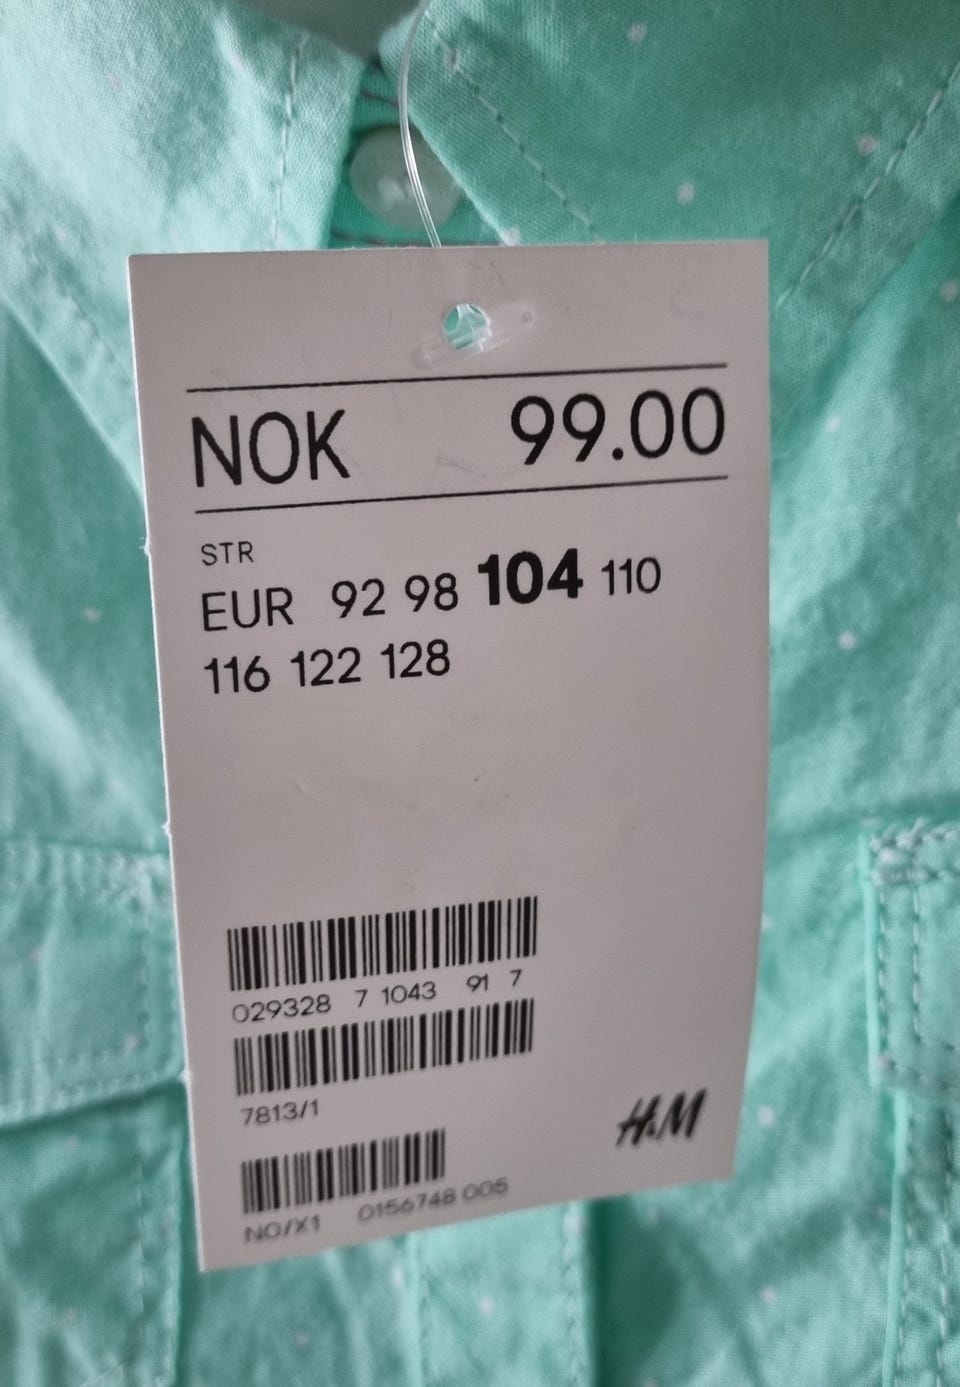 NOK 99.00
STR
EUR 92 98 104 110
116 122 128
029328 7 1043 91 7
7813/1
H&M
NO/X1 0156748 005